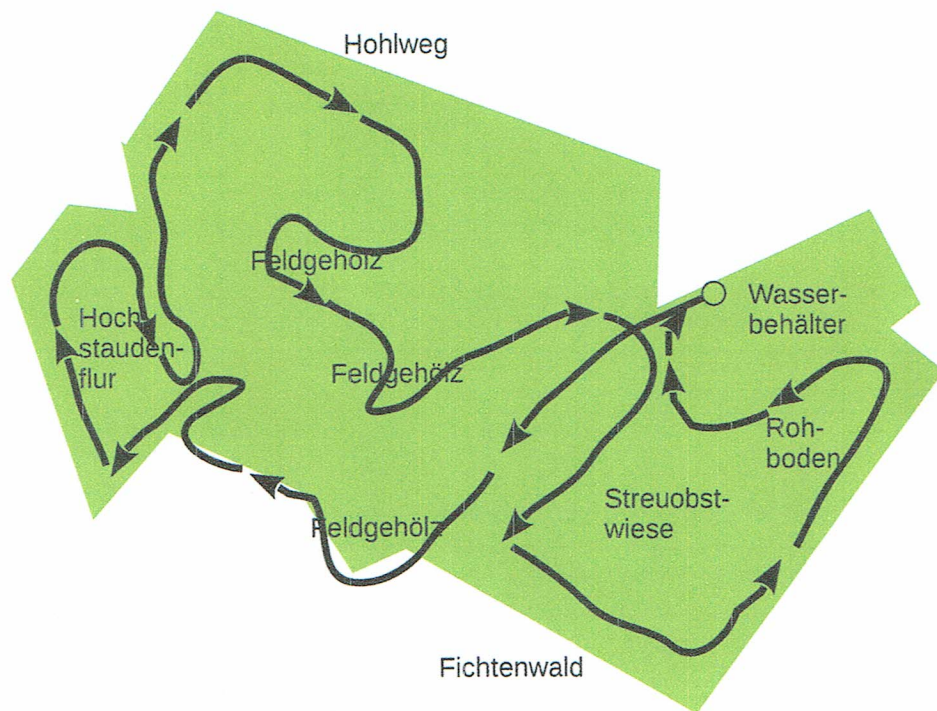 Hohlweg
Feldgehölz
Wasser-
behälter
Hoch
stauden-
flur
Feldgehölz
Roh-
boden
Streuobst-
wiese
Feldgehölz
Fichtenwald